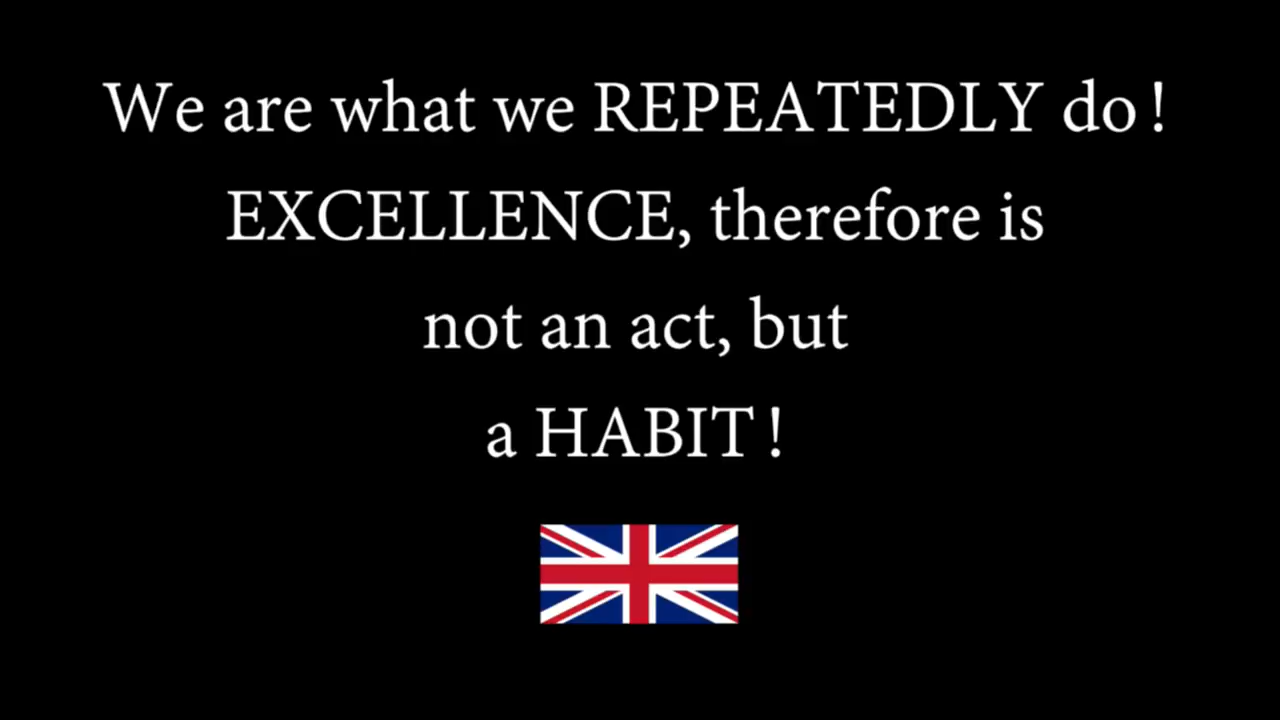 We are what we REPEATEDLY do !
EXCELLENCE, therefore is
not an act, but
a HABIT !